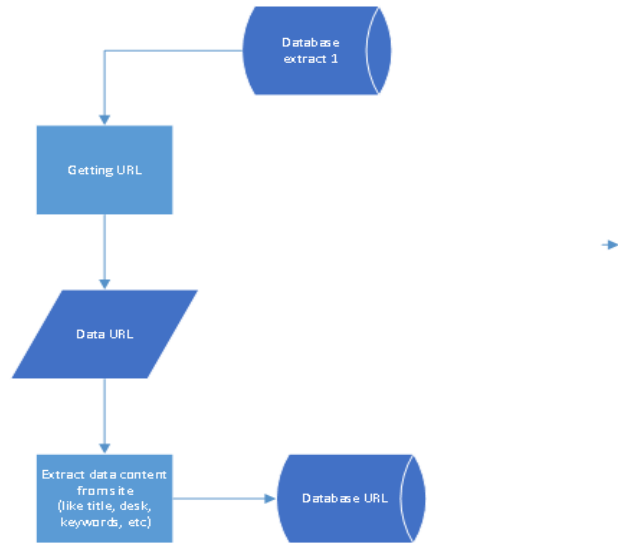 Database
extract 1
Getting URL
Data URL
Extract data content
from site
(like title, desk,
keywords, etc)
Database URL